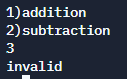 1)addition
2)subtraction
3
invalid